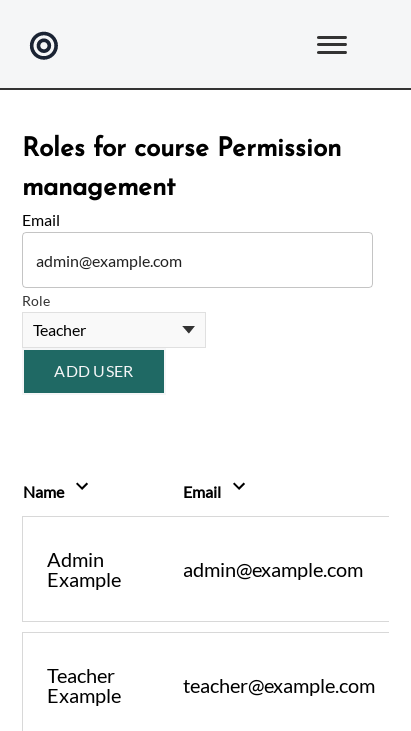 Roles for course Permission
management
Email
admin@example.com
Role
Teacher
ADD USER
Name Email
Admin
Example
admin@example.com
Teacher
Example
teacher@example.com